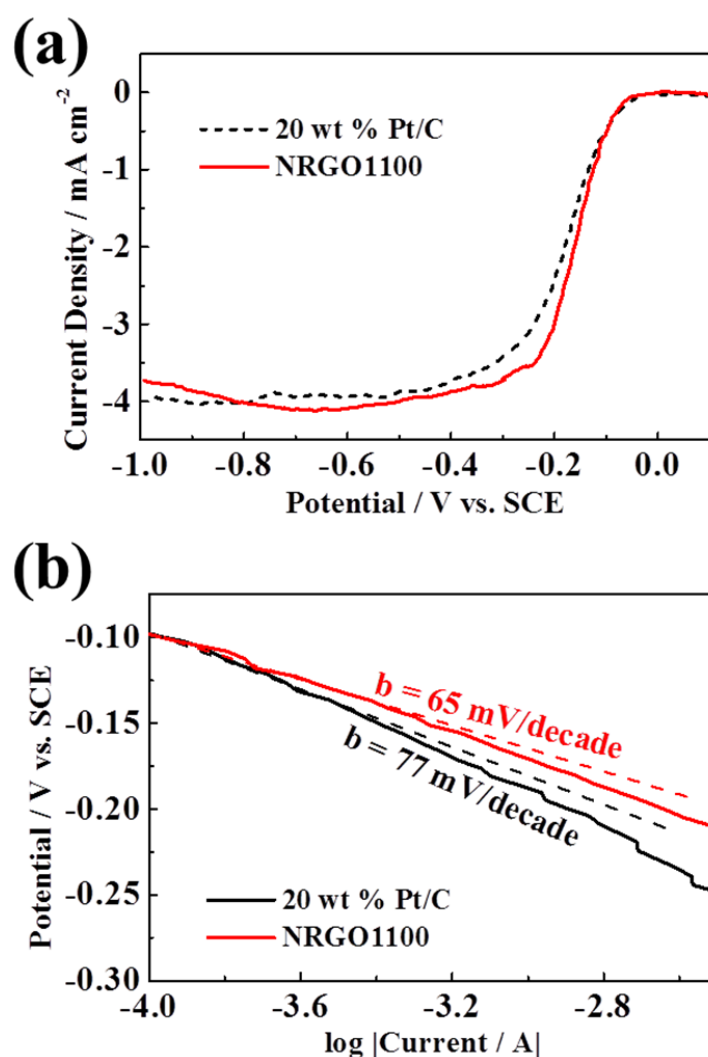 (a)
0
-1
-2
-3
-4
Current Density / mA cm-2
20 wt % Pt/C
NRGO1100
-1.0 -0.8 -0.6 -0.4 -0.2 0.0
Potential / V vs. SCE
(b)
-0.10
-0.15
-0.20
-0.25
-0.30
Potential / V vs. SCE
b = 65 mV/decade
b = 77 mV/decade
20 wt % Pt/C
NRGO1100
-4.0 -3.6 -3.2 -2.8
log |Current / A|